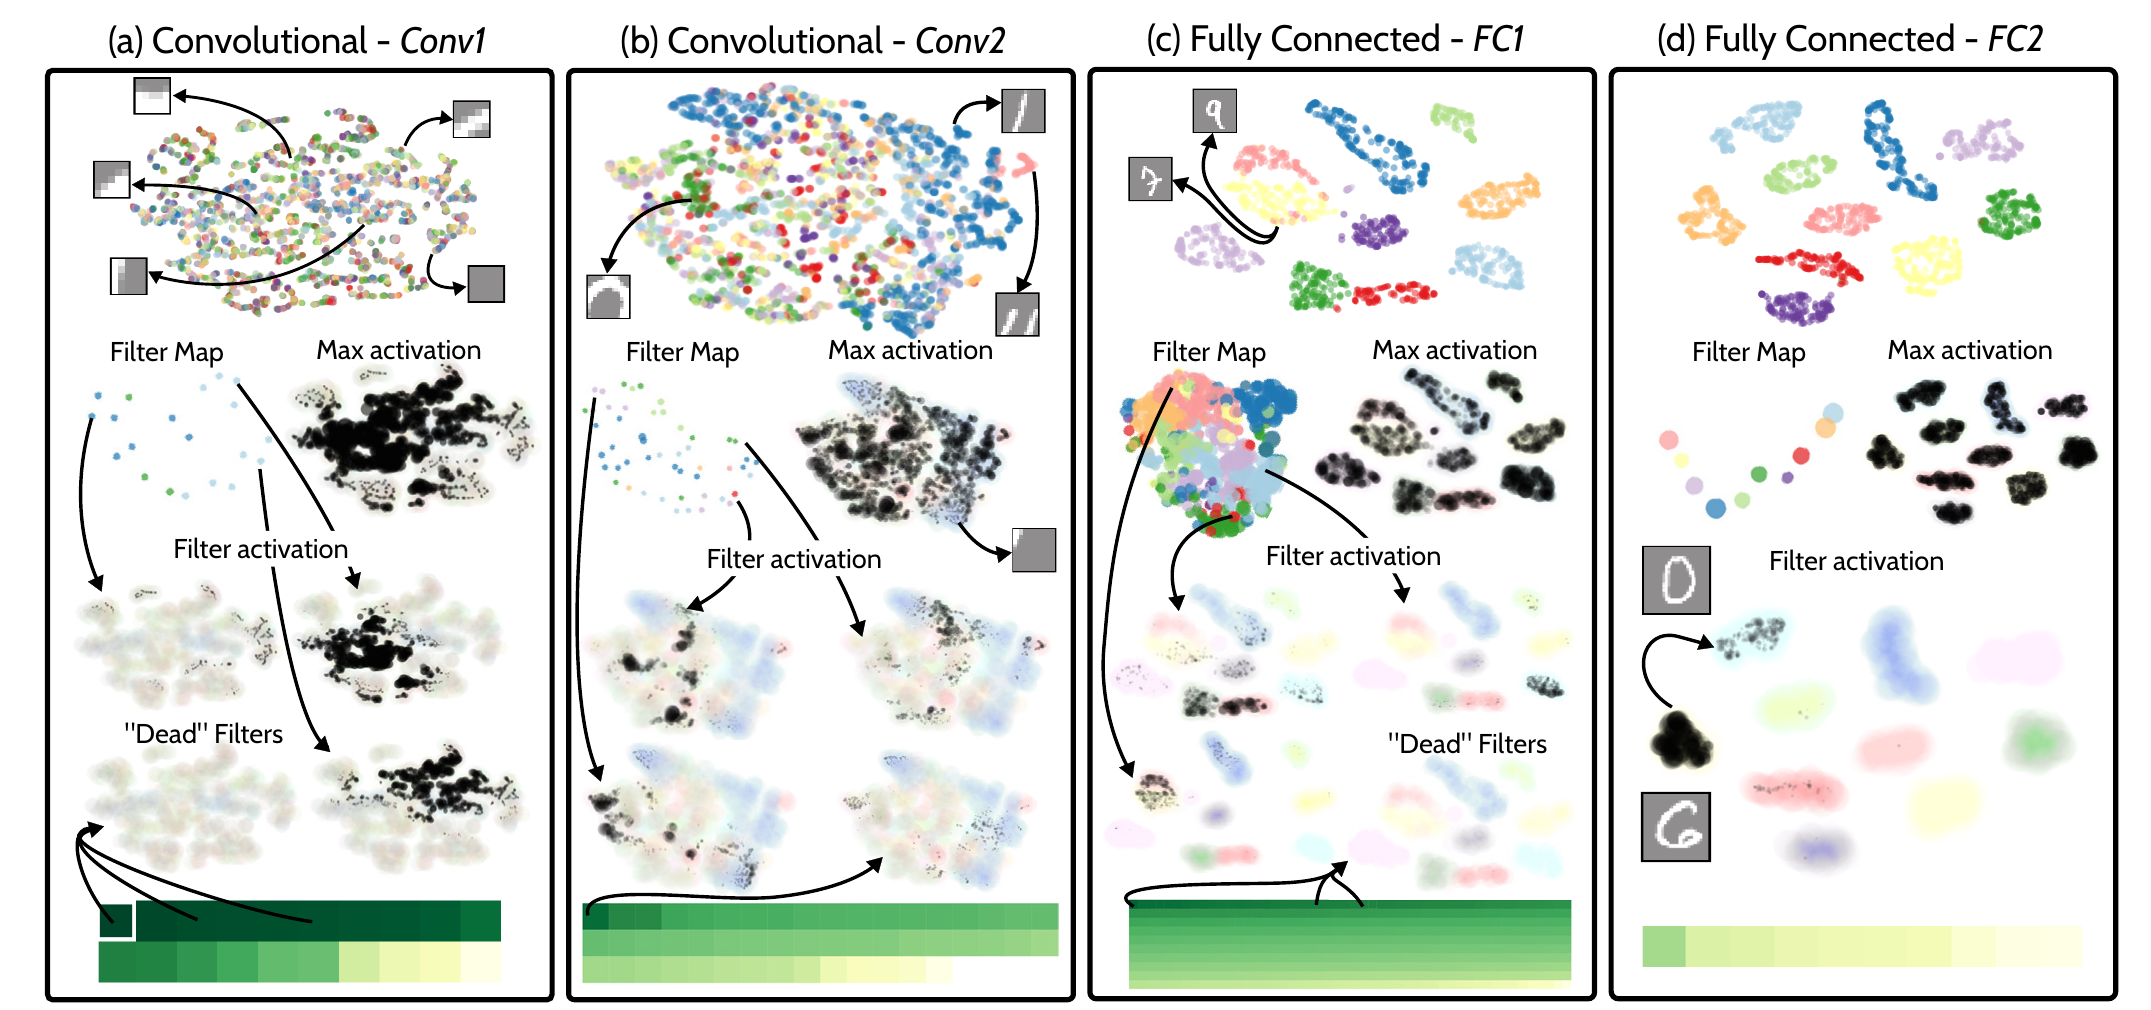 (a) Convolutional - Conv1
(b) Convolutional - Conv2
(c) Fully Connected - FC1
(d) Fully Connected - FC2
Filter Map
Max activation
Filter activation
"Dead" Filters
Filter Map
Max activation
Filter activation
Filter Map
Max activation
Filter activation
"Dead" Filters
Filter Map
Max activation
Filter activation